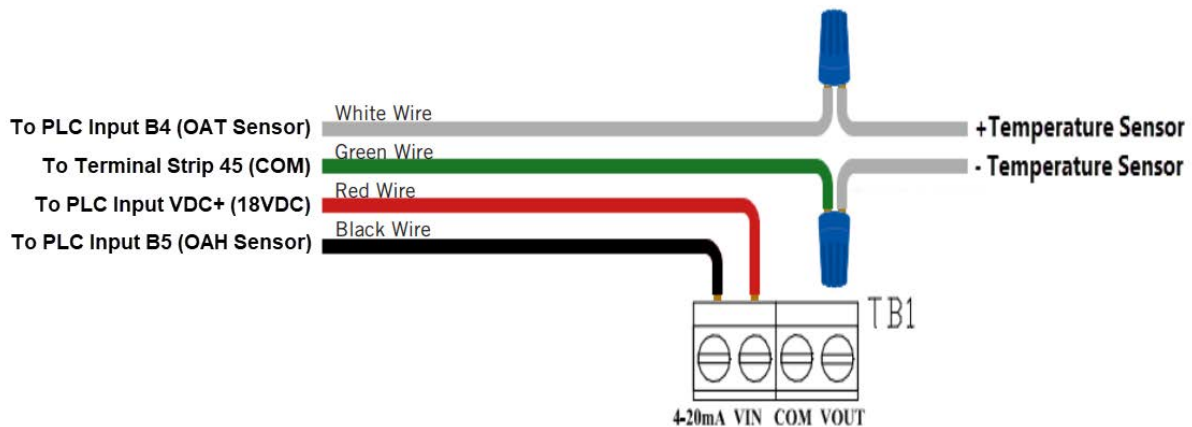 To PLC Input B4 (OAT Sensor) White Wire +Temperature Sensor
To Terminal Strip 45 (COM) Green Wire - Temperature Sensor
To PLC Input VDC+ (18VDC) Red Wire
To PLC Input B5 (OAH Sensor) Black Wire
TB1
4-20mA VIN COM VOUT